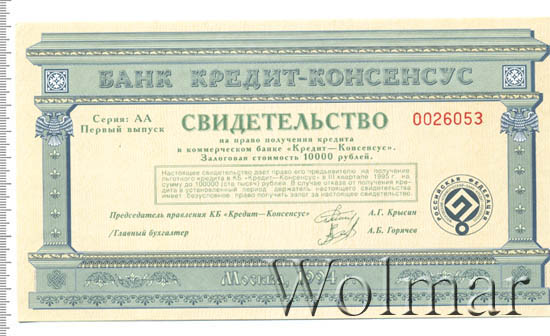 БАНК КРЕДИТ-КОНСЕНСУС
Серия: АА
Первый выпуск
СВИДЕТЕЛЬСТВО
0026053
на право получения кредита
в коммерческом банке «Кредит—Консенсус».
Залоговая стоимость 10000 рублей.
Настоящее свидетельство дает право его предъявителю на получение
льготного кредита в КБ «Кредит—Консенсус» в III квартале 1995 г. на
сумму до 100000 (сто тысяч) рублей. В случае отказа от получения кре-
дита в установленный период держатель настоящего свидетельства
имеет безусловное право получить залог за настоящее свидетельство.
РОССИЙСКАЯ ФЕДЕРАЦИЯ
Председатель правления КБ «Кредит—Консенсус»
А.Г. Крысин
Главный бухгалтер
А.Б. Горячев
Москва 1994
Wolmar